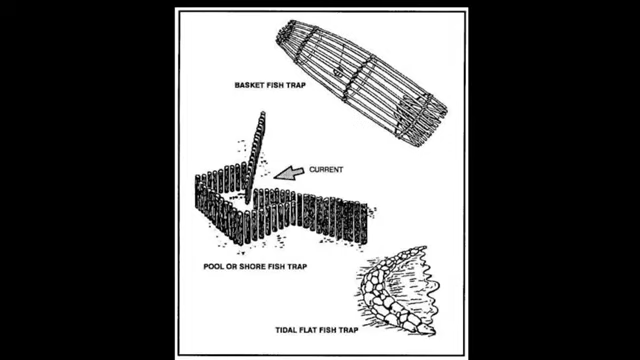 BASKET FISH TRAP
CURRENT
POOL OR SHORE FISH TRAP
TIDAL FLAT FISH TRAP